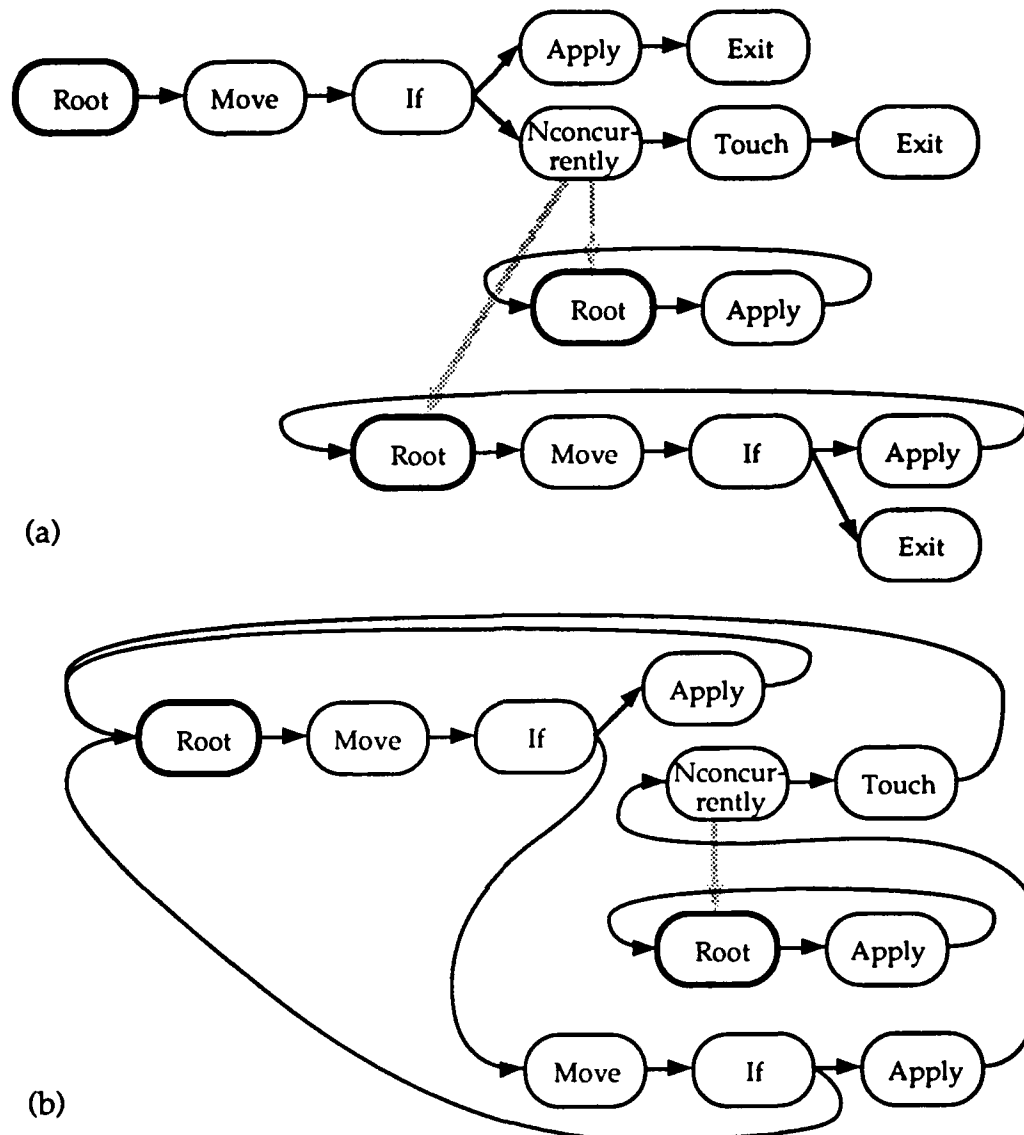 Apply
Exit
Root
Move
If
Nconcur-
rently
Touch
Exit
Root
Apply
Root
Move
If
Apply
(a)
Exit
Apply
Root
Move
If
Nconcur-
rently
Touch
Root
Apply
Move
If
Apply
(b)